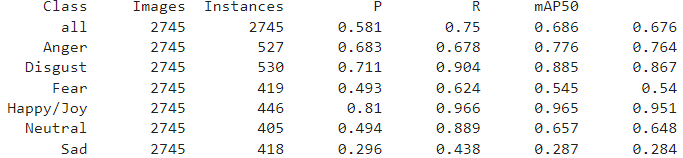 Class Images Instances P R mAP50
all 2745 2745 0.581 0.75 0.686 0.676
Anger 2745 527 0.683 0.678 0.776 0.764
Disgust 2745 530 0.711 0.904 0.885 0.867
Fear 2745 419 0.493 0.624 0.545 0.54
Happy/Joy 2745 446 0.81 0.966 0.965 0.951
Neutral 2745 405 0.494 0.889 0.657 0.648
Sad 2745 418 0.296 0.438 0.287 0.284